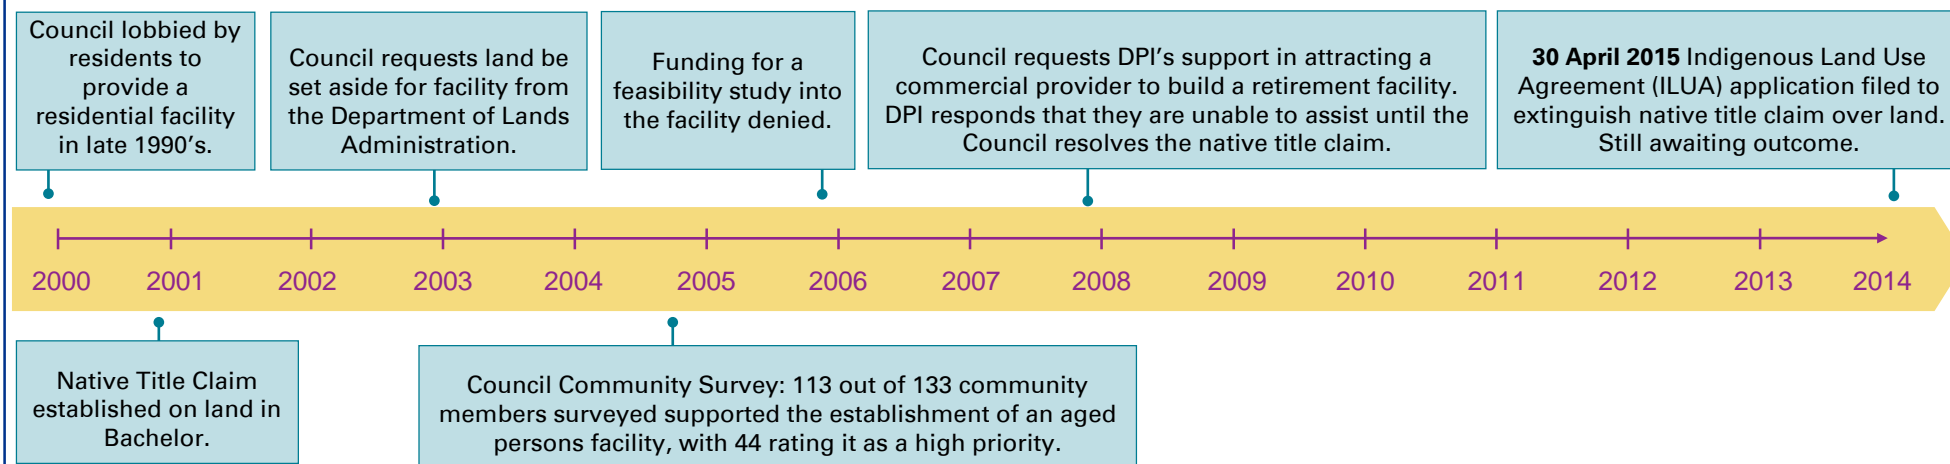 Council lobbied by
residents to
provide a
residential facility
in late 1990's.
Council requests land be
set aside for facility from
the Department of Lands
Administration.
Funding for a
feasibility study into
the facility denied.
Council requests DPI's support in attracting a
commercial provider to build a retirement facility.
DPI responds that they are unable to assist until the
Council resolves the native title claim.
30 April 2015 Indigenous Land Use
Agreement (ILUA) application filed to
extinguish native title claim over land.
Still awaiting outcome.
2000 2001 2002 2003 2004 2005 2006 2007 2008 2009 2010 2011 2012 2013 2014
Native Title Claim
established on land in
Bachelor.
Council Community Survey: 113 out of 133 community
members surveyed supported the establishment of an aged
persons facility, with 44 rating it as a high priority.